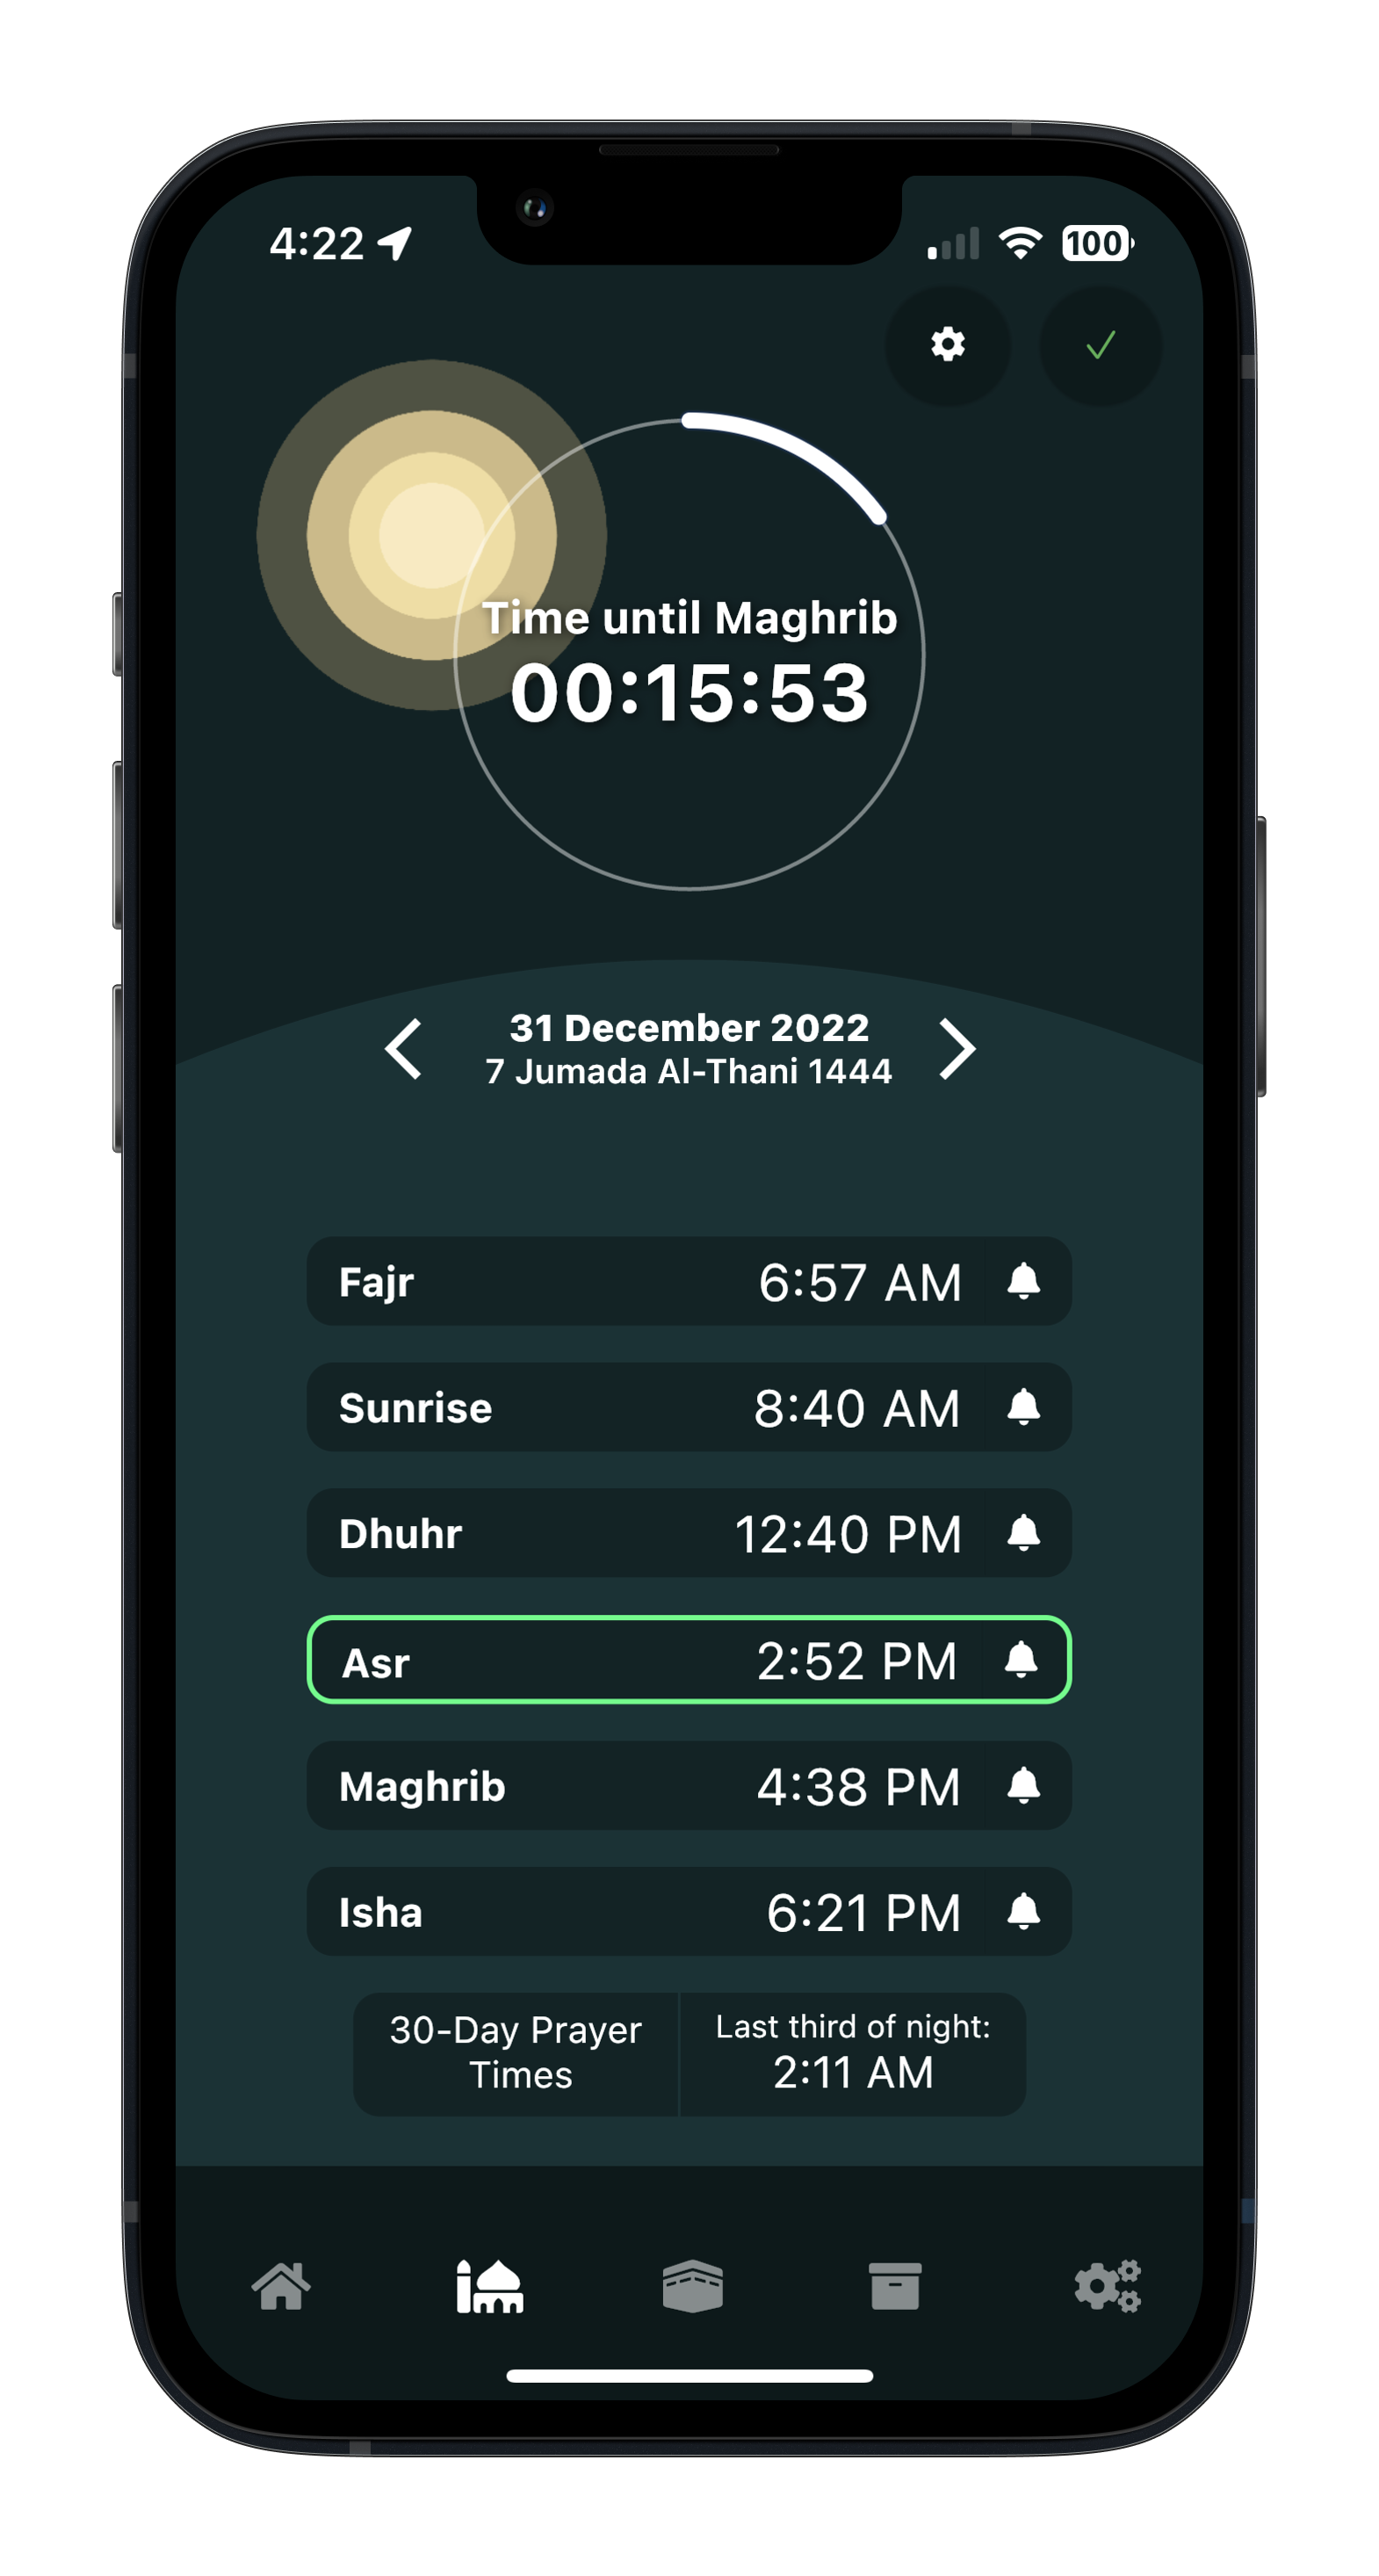 4:22
100
Time until Maghrib
00:15:53
31 December 2022
7 Jumada Al-Thani 1444
Fajr 6:57 AM
Sunrise 8:40 AM
Dhuhr 12:40 PM
Asr 2:52 PM
Maghrib 4:38 PM
Isha 6:21 PM
30-Day Prayer
Times
Last third of night:
2:11 AM